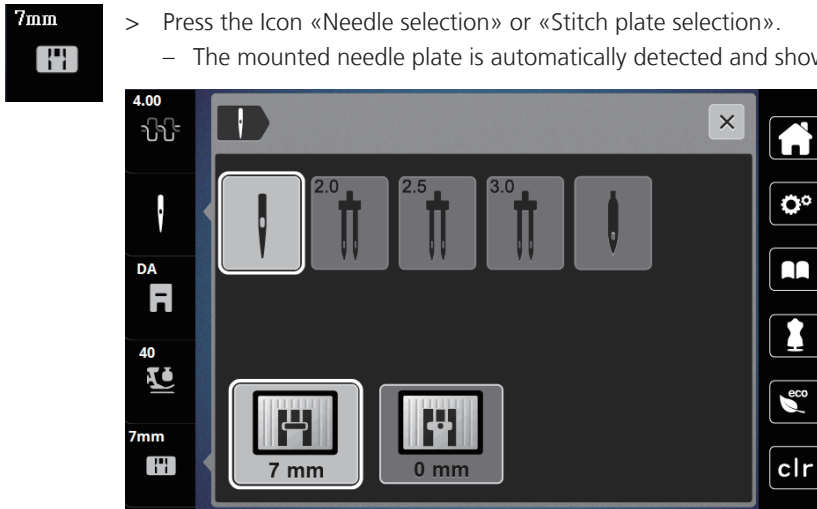 7mm
> Press the Icon «Needle selection» or «Stitch plate selection».
– The mounted needle plate is automatically detected and
4.00
2.0 2.5 3.0
DA
40
eco
7mm
7 mm 0 mm
clr